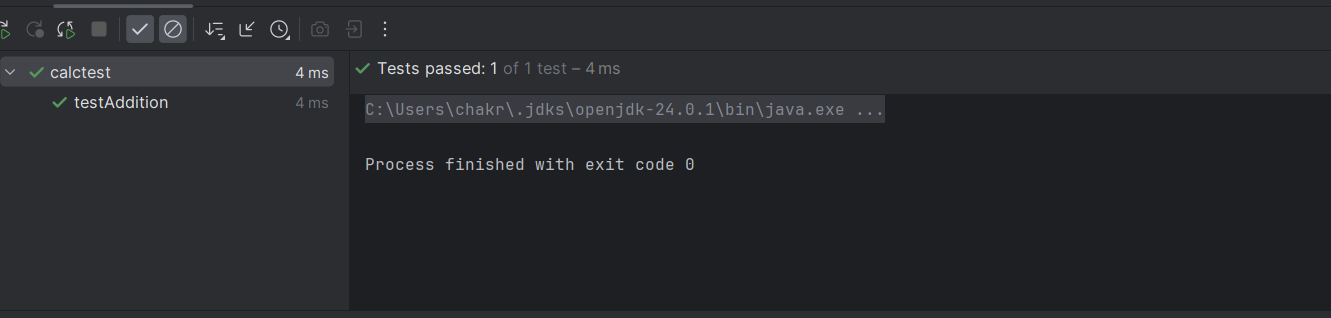 calctest 4 ms
testAddition 4 ms
Tests passed: 1 of 1 test – 4 ms
C:\Users\chakr\.jdks\openjdk-24.0.1\bin\java.exe ...
Process finished with exit code 0